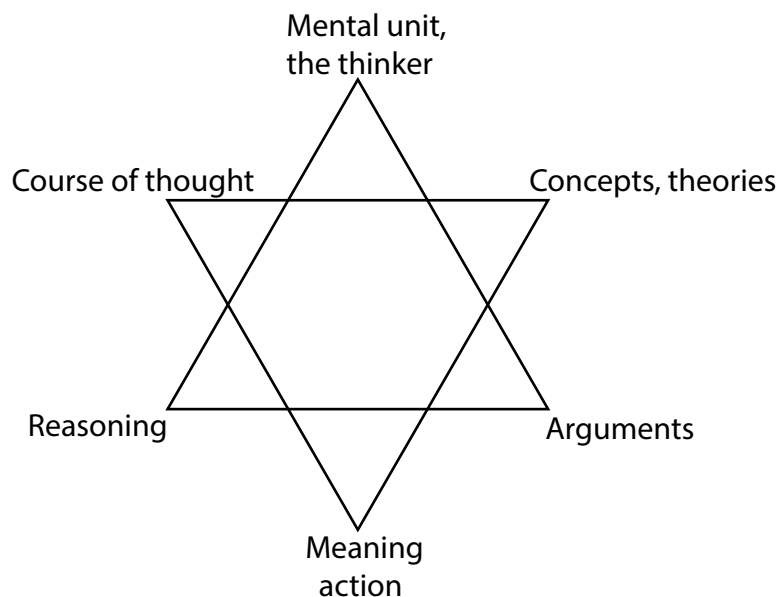 Mental unit,
the thinker
Course of thought
Concepts, theories
Reasoning
Arguments
Meaning
action